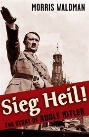 MORRIS WALDMAN
Sieg Heil!
THE STORY OF ADOLF HITLER